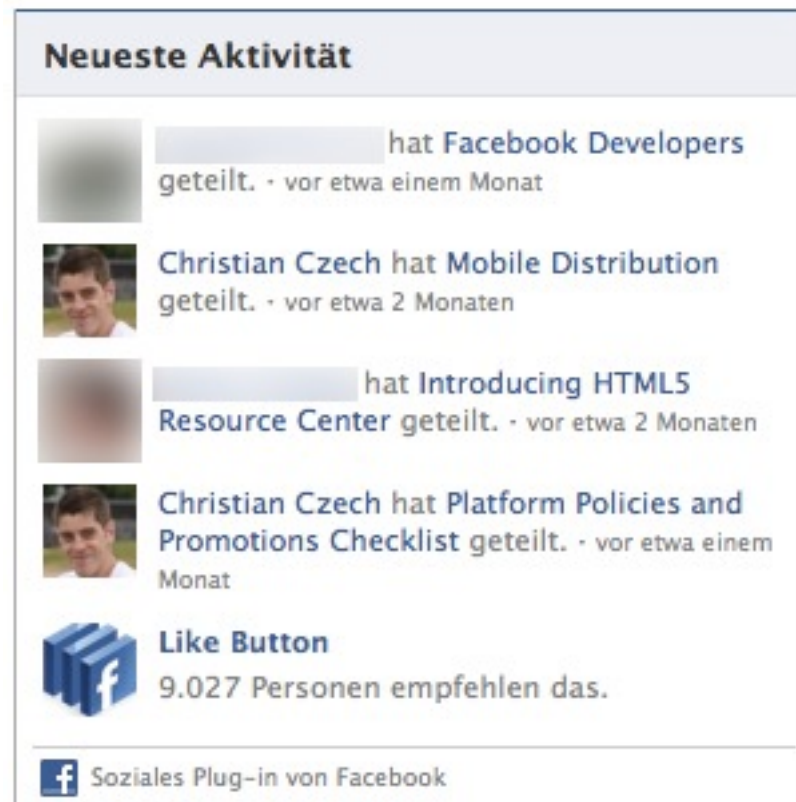 Neueste Aktivität
hat Facebook Developers
geteilt. · vor etwa einem Monat
Christian Czech hat Mobile Distribution
geteilt. · vor etwa 2 Monaten
hat Introducing HTML5
Resource Center geteilt. · vor etwa 2 Monaten
Christian Czech hat Platform Policies and
Promotions Checklist geteilt. · vor etwa einem
Monat
Like Button
9.027 Personen empfehlen das.
Soziales Plug-in von Facebook